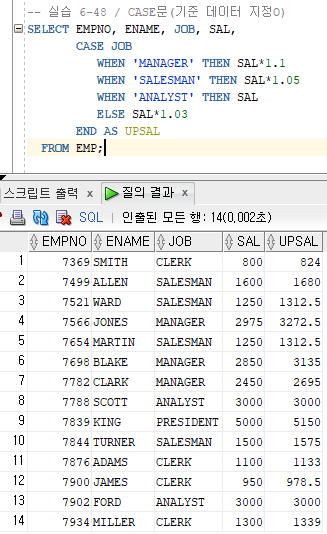 -- 실습 6-48 / CASE문(기준 데이터 지정O)
SELECT EMPNO, ENAME, JOB, SAL,
CASE JOB
WHEN 'MANAGER' THEN SAL*1.1
WHEN 'SALESMAN' THEN SAL*1.05
WHEN 'ANALYST' THEN SAL
ELSE SAL*1.03
END AS UPSAL
FROM EMP;
스크립트 출력 × 질의 결과 ×
SQL | 인출된 모든 행: 14(0,002초)
EMPNO ENAME JOB SAL UPSAL
1 7369 SMITH CLERK 800 824
2 7499 ALLEN SALESMAN 1600 1680
3 7521 WARD SALESMAN 1250 1312.5
4 7566 JONES MANAGER 2975 3272.5
5 7654 MARTIN SALESMAN 1250 1312.5
6 7698 BLAKE MANAGER 2850 3135
7 7782 CLARK MANAGER 2450 2695
8 7788 SCOTT ANALYST 3000 3000
9 7839 KING PRESIDENT 5000 5150
10 7844 TURNER SALESMAN 1500 1575
11 7876 ADAMS CLERK 1100 1133
12 7900 JAMES CLERK 950 978.5
13 7902 FORD ANALYST 3000 3000
14 7934 MILLER CLERK 1300 1339